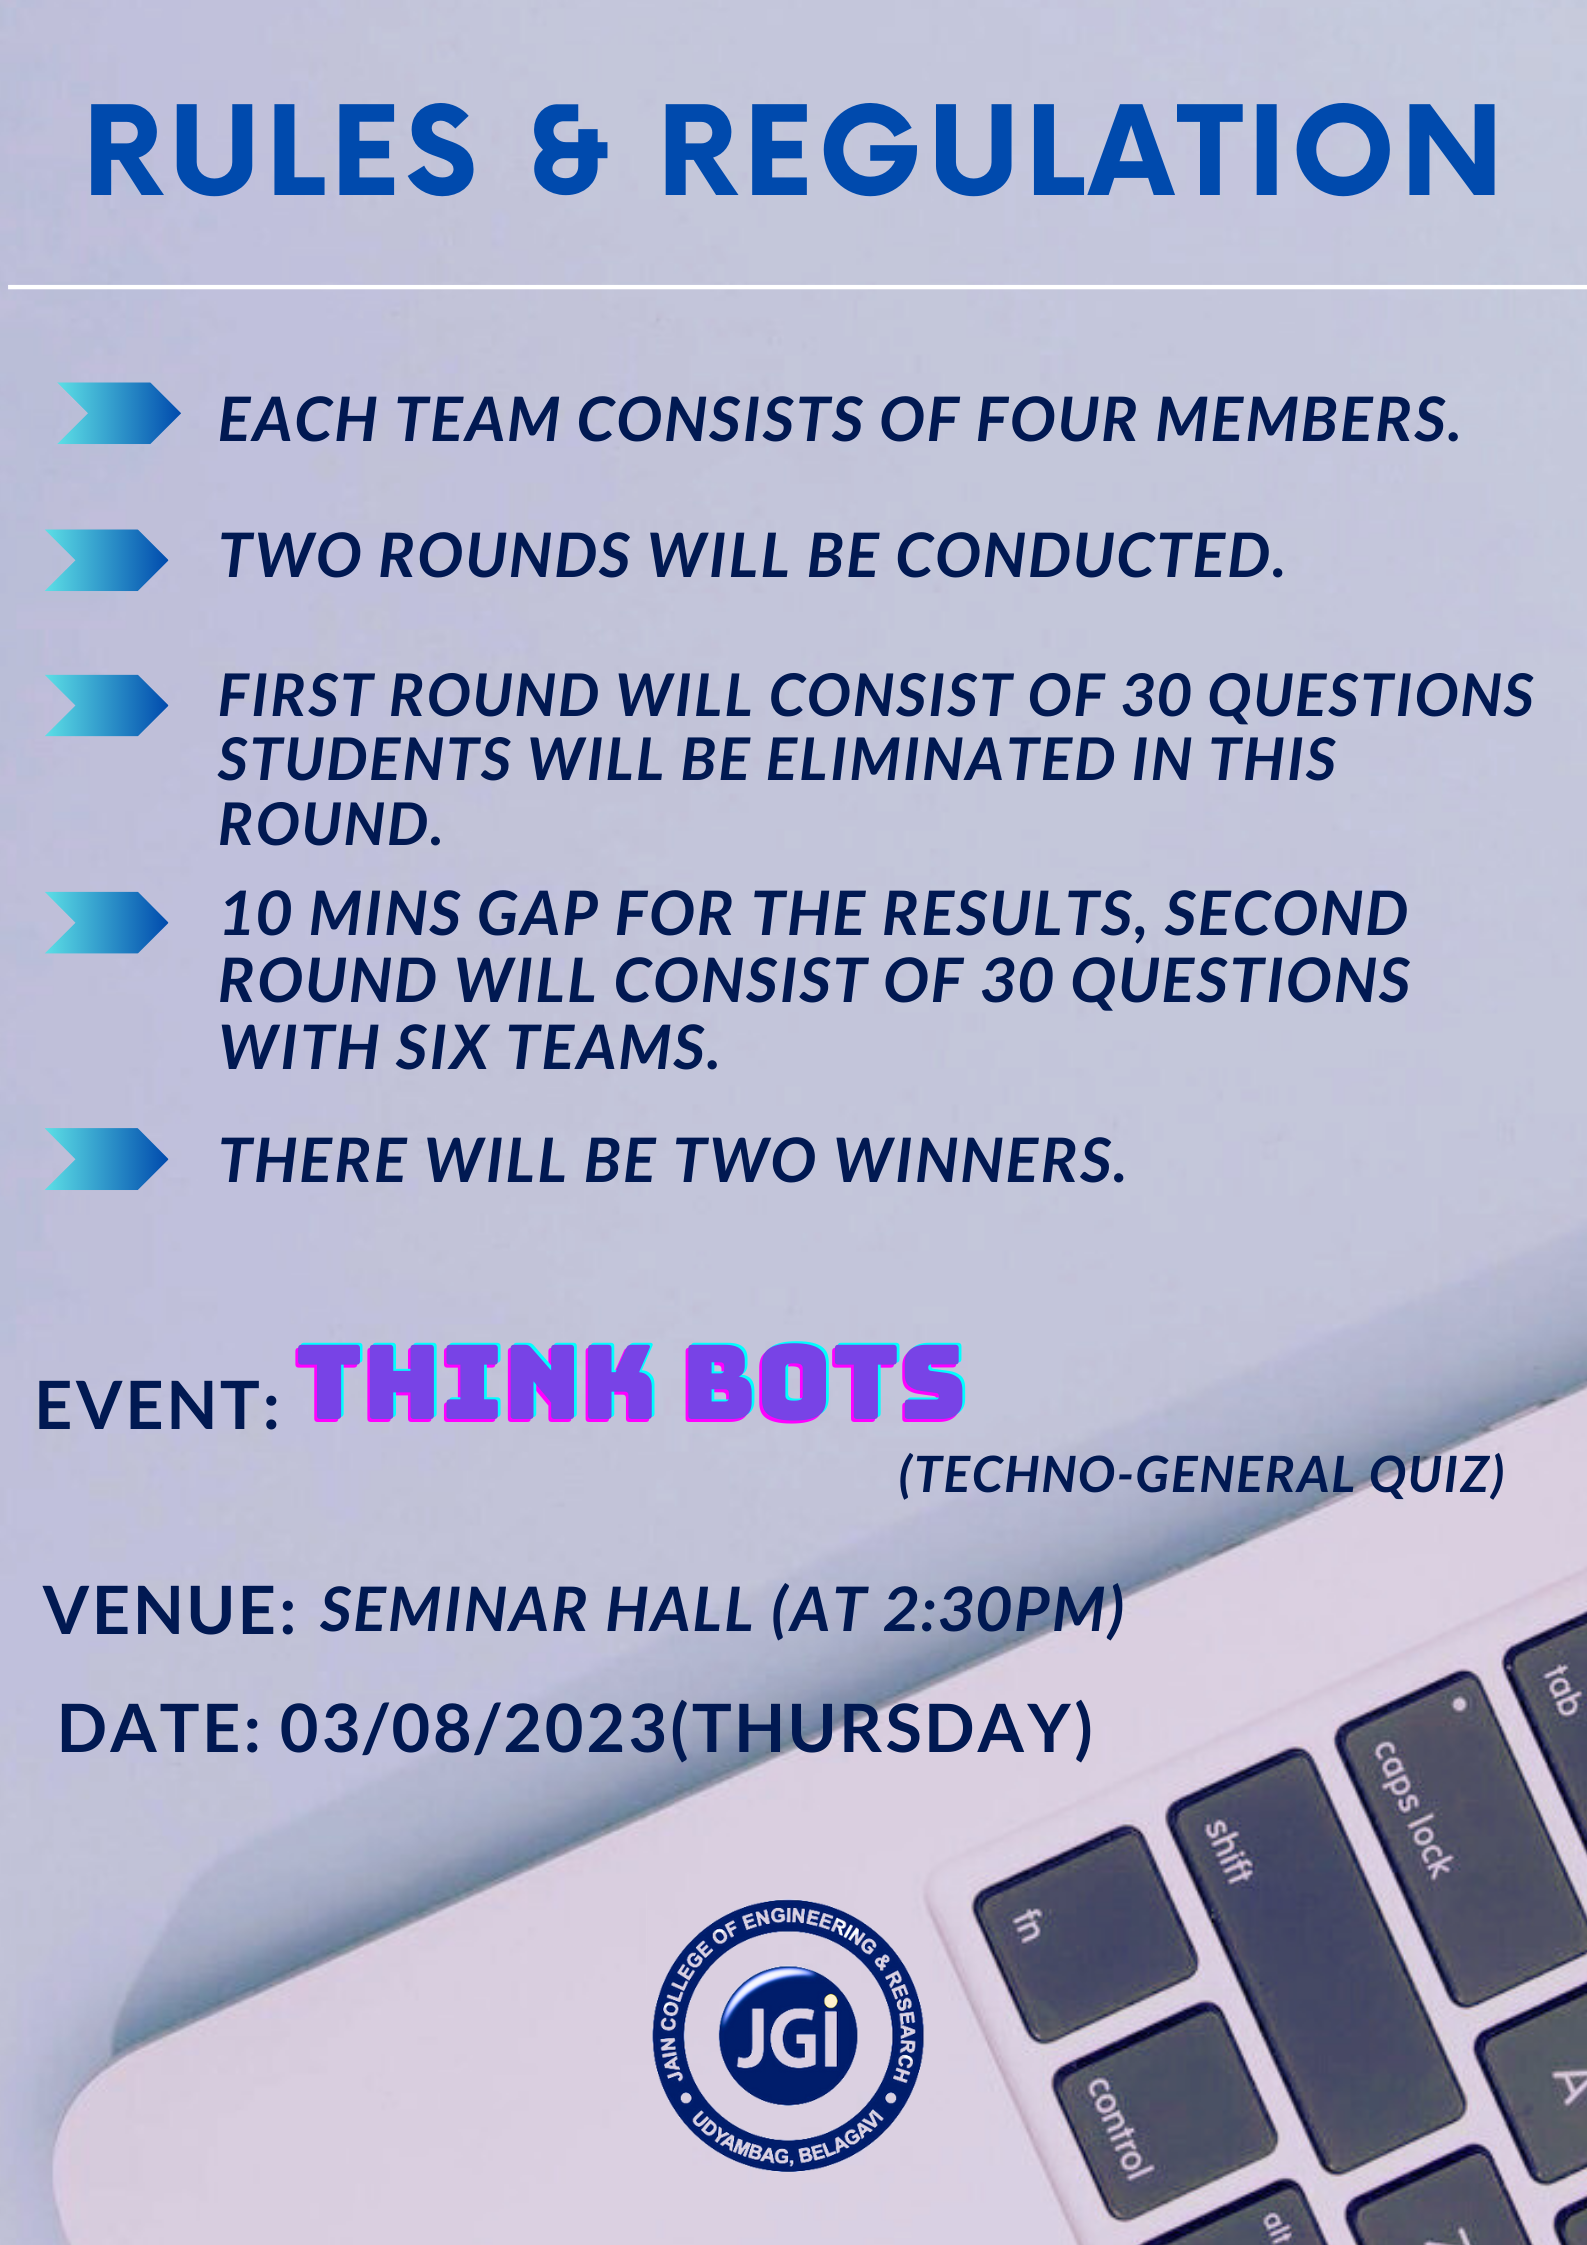 RULES & REGULATION
EACH TEAM CONSISTS OF FOUR MEMBERS.
TWO ROUNDS WILL BE CONDUCTED.
FIRST ROUND WILL CONSIST OF 30 QUESTIONS
STUDENTS WILL BE ELIMINATED IN THIS
ROUND.
10 MINS GAP FOR THE RESULTS, SECOND
ROUND WILL CONSIST OF 30 QUESTIONS
WITH SIX TEAMS.
THERE WILL BE TWO WINNERS.
EVENT: THINK BOTS
(TECHNO-GENERAL QUIZ)
VENUE: SEMINAR HALL (AT 2:30PM)
DATE: 03/08/2023(THURSDAY)
tab
caps lock
shift
fn
control
A
alt
Z
JAIN COLLEGE OF ENGINEERING & RESEARCH
JGi
UDYAMBAG, BELAGAVI